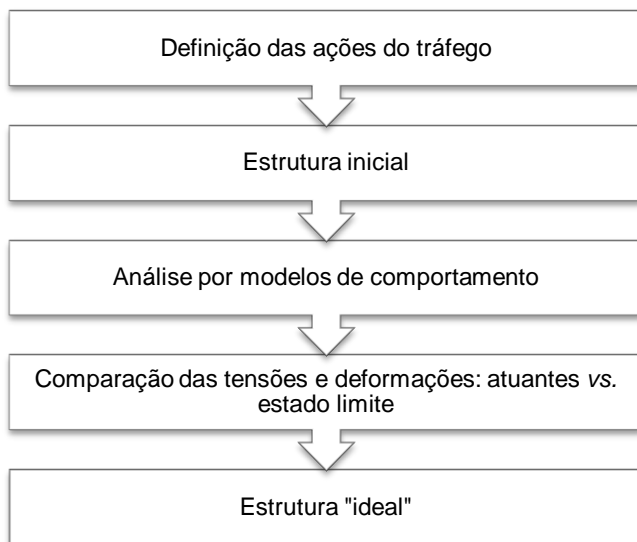 Definição das ações do tráfego
Estrutura inicial
Análise por modelos de comportamento
Comparação das tensões e deformações: atuantes vs.
estado limite
Estrutura "ideal"